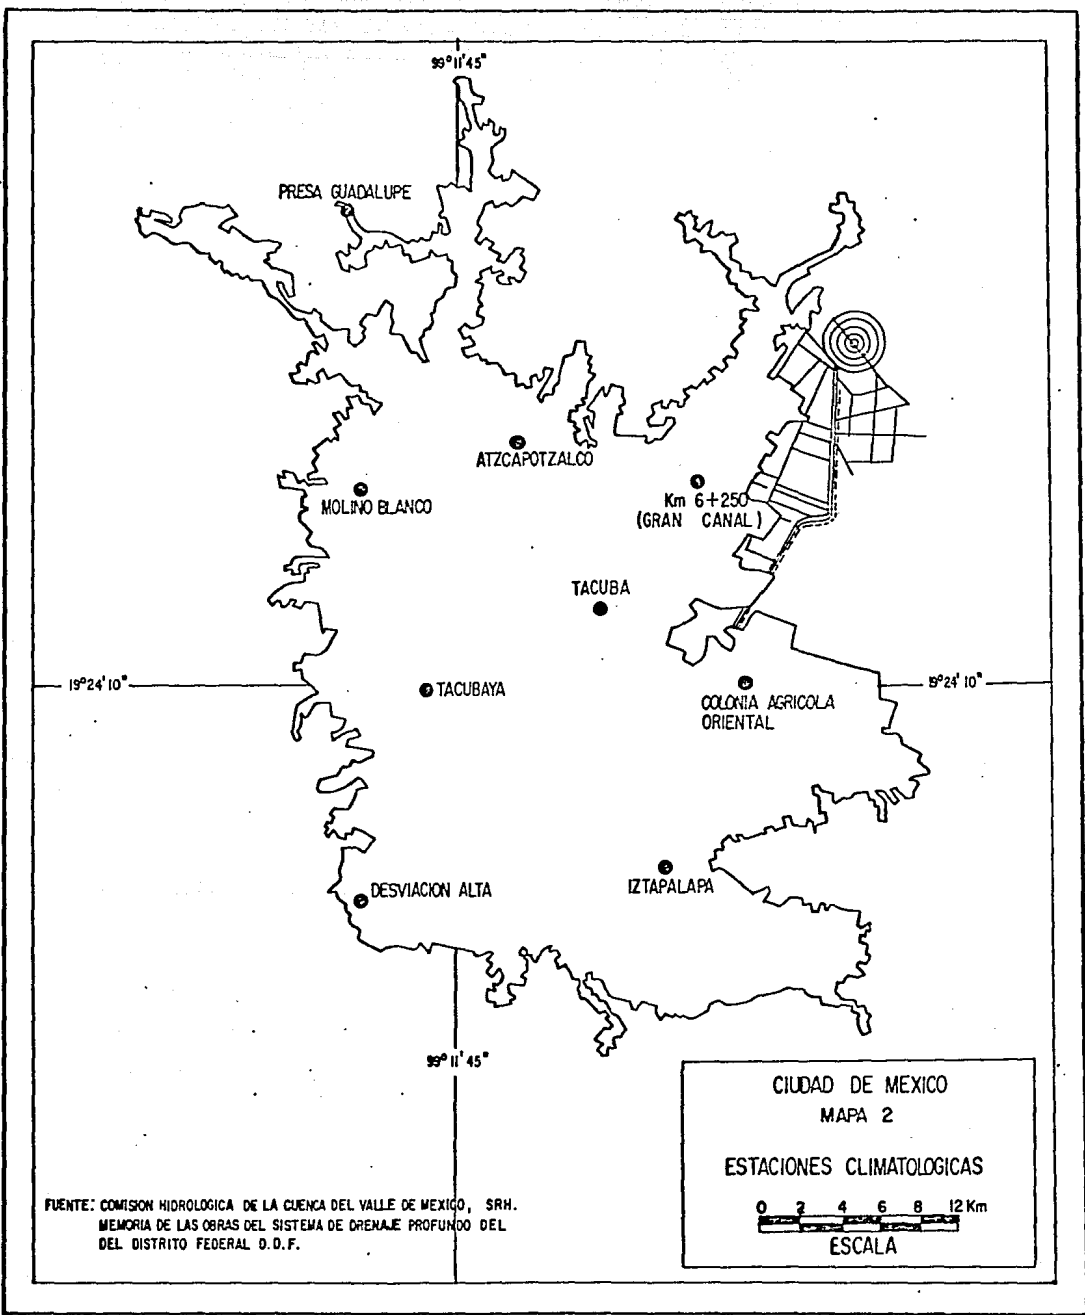 99°11'45"
PRESA GUADALUPE
ATZCAPOTZALCO
MOLINO BLANCO
Km 6+250
(GRAN CANAL)
TACUBA
19°24'10"
TACUBAYA
COLONIA AGRICOLA
ORIENTAL
19°24'10"
DESVIACION ALTA
IZTAPALAPA
99°11'45"
CIUDAD DE MEXICO
MAPA 2
ESTACIONES CLIMATOLOGICAS
0 2 4 6 8 12 Km
ESCALA
FUENTE: COMISION HIDROLOGICA DE LA CUENCA DEL VALLE DE MEXICO, SRH.
MEMORIA DE LAS OBRAS DEL SISTEMA DE DRENAJE PROFUNDO DEL
DEL DISTRITO FEDERAL D.D.F.